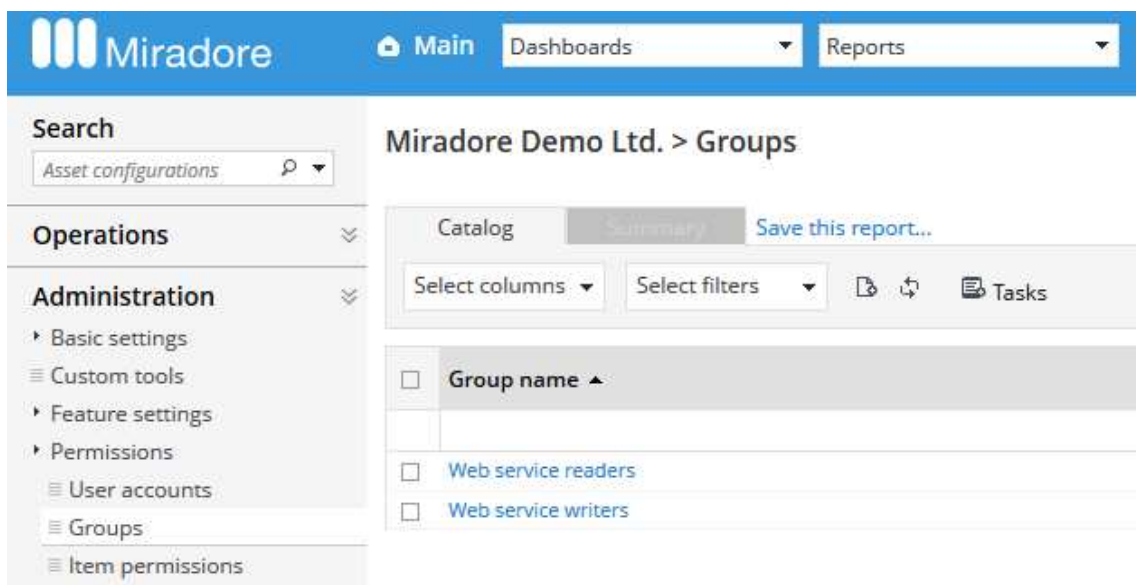 Miradore
Main
Dashboards
Reports
Search
Asset configurations
Operations
Administration
Basic settings
Custom tools
Feature settings
Permissions
User accounts
Groups
Item permissions
Miradore Demo Ltd. > Groups
Catalog
Summary
Save this report...
Select columns
Select filters
Tasks
Group name
Web service readers
Web service writers